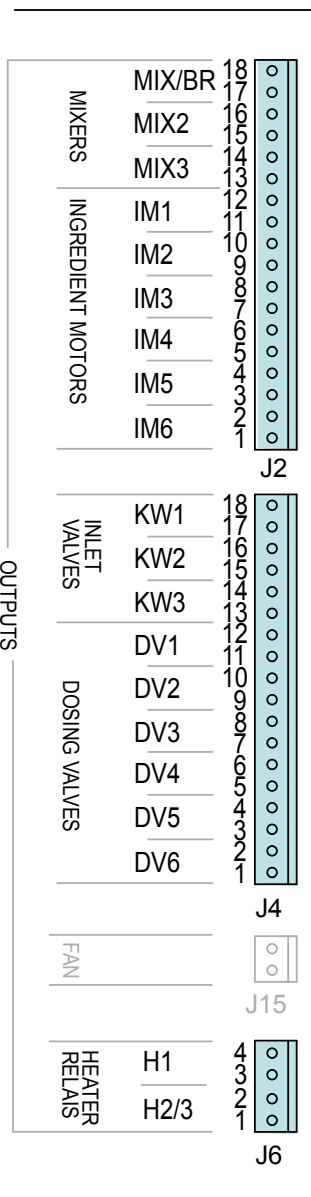 OUTPUTS
MIXERS
MIX/BR 18
17
MIX2 16
15
MIX3 14
13
INGREDIENT MOTORS
IM1 12
11
IM2 10
9
IM3 8
7
IM4 6
5
IM5 4
3
IM6 2
1
J2
INLET
VALVES
KW1 18
17
KW2 16
15
KW3 14
13
DOSING VALVES
DV1 12
11
DV2 10
9
DV3 8
7
DV4 6
5
DV5 4
3
DV6 2
1
J4
FAN
J15
HEATER
RELAIS
H1 4
3
H2/3 2
1
J6